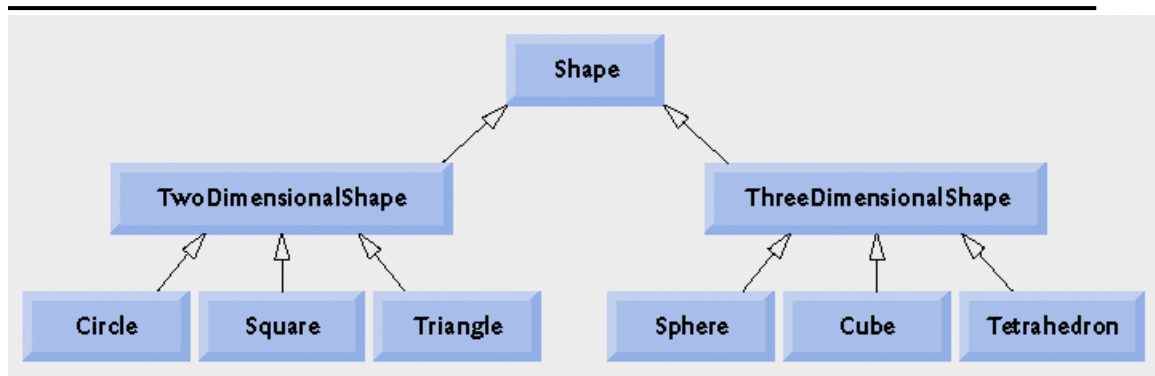 Shape
TwoDimensionalShape
ThreeDimensionalShape
Circle
Square
Triangle
Sphere
Cube
Tetrahedron